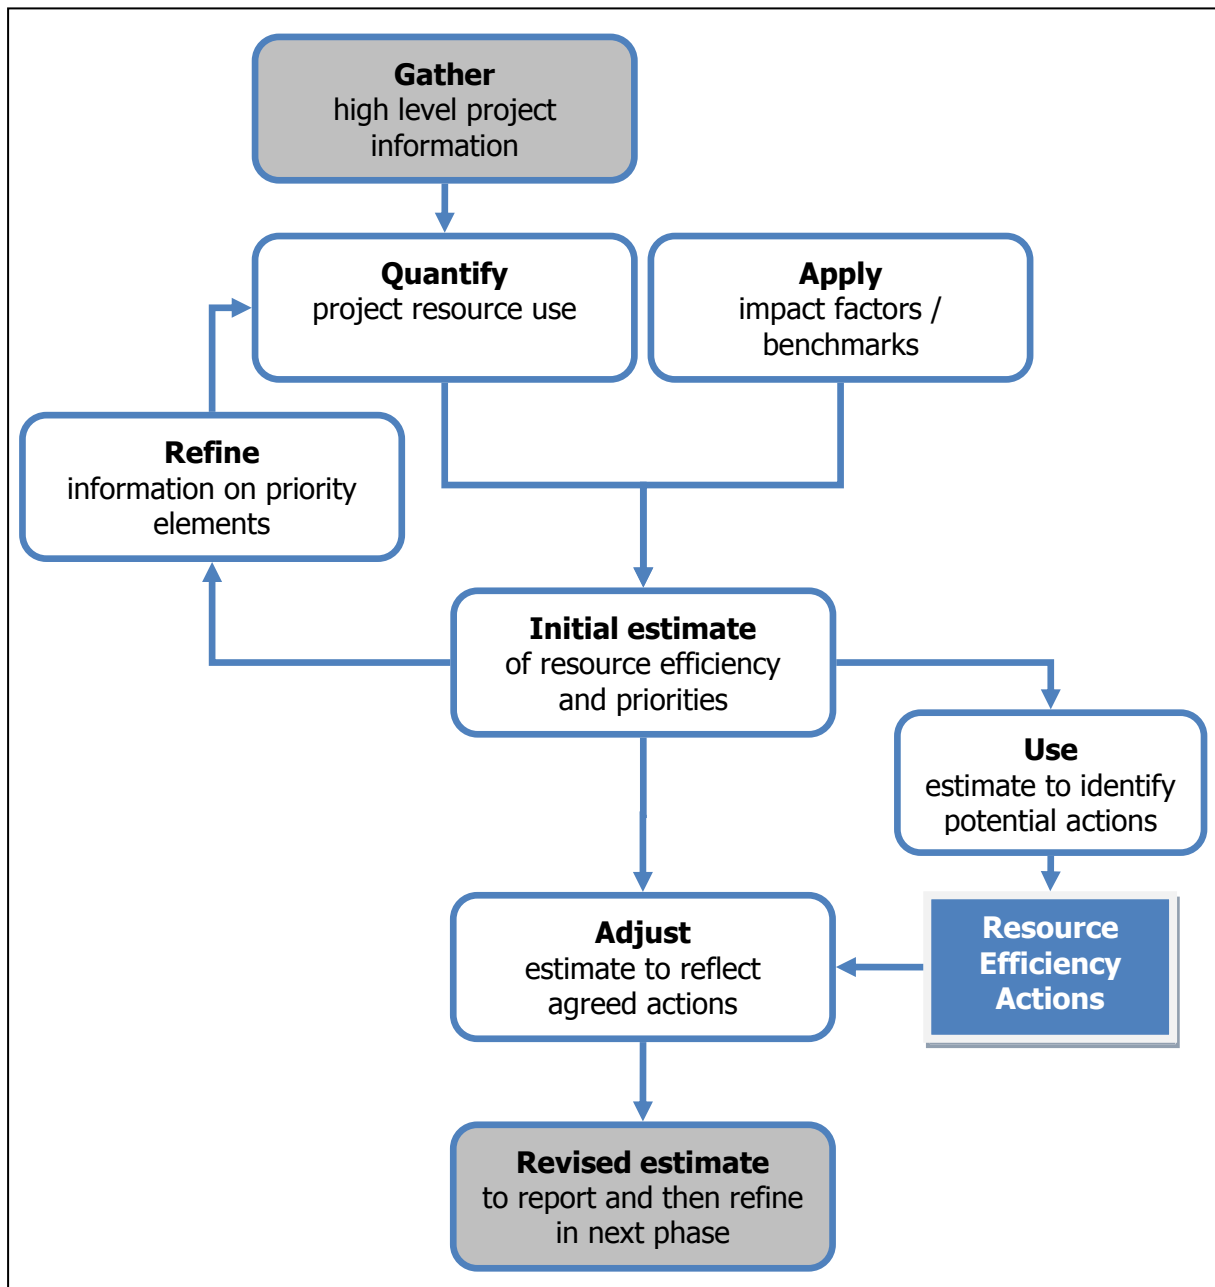 Gather
high level project
information
Quantify
project resource use
Apply
impact factors /
benchmarks
Refine
information on priority
elements
Initial estimate
of resource efficiency
and priorities
Use
estimate to identify
potential actions
Adjust
estimate to reflect
agreed actions
Resource
Efficiency
Actions
Revised estimate
to report and then refine
in next phase